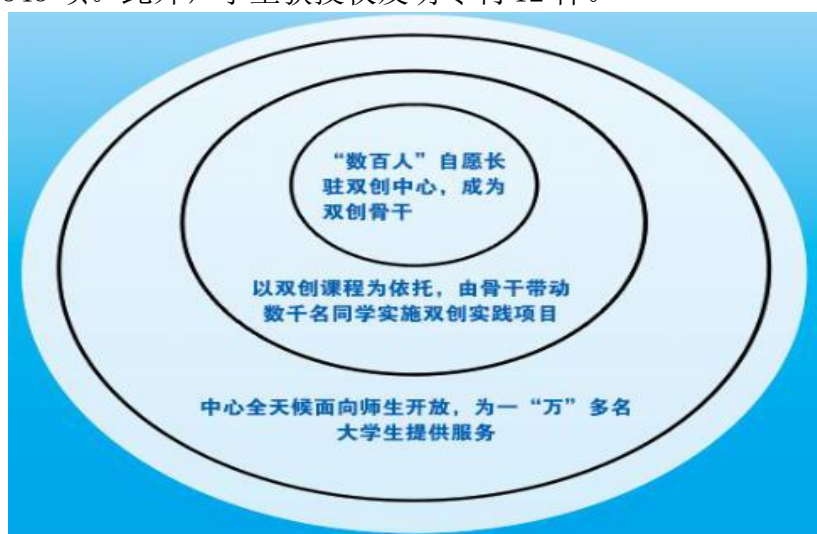 “数百人”自愿长
驻双创中心，成为
双创骨干
以双创课程为依托，由骨干带动
数千名同学实施双创实践项目
中心全天候面向师生开放，为一“万”多名
大学生提供服务